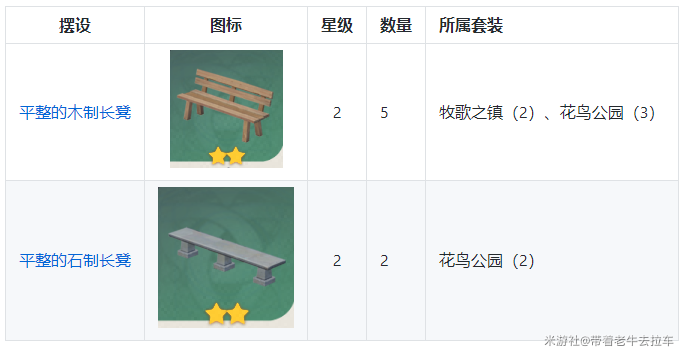 摆设 图标 星级 数量 所属套装
平整的木制长凳 2 5 牧歌之镇（2）、花鸟公园（3）
平整的石制长凳 2 2 花鸟公园（2）
米游社@带着老牛去拉车